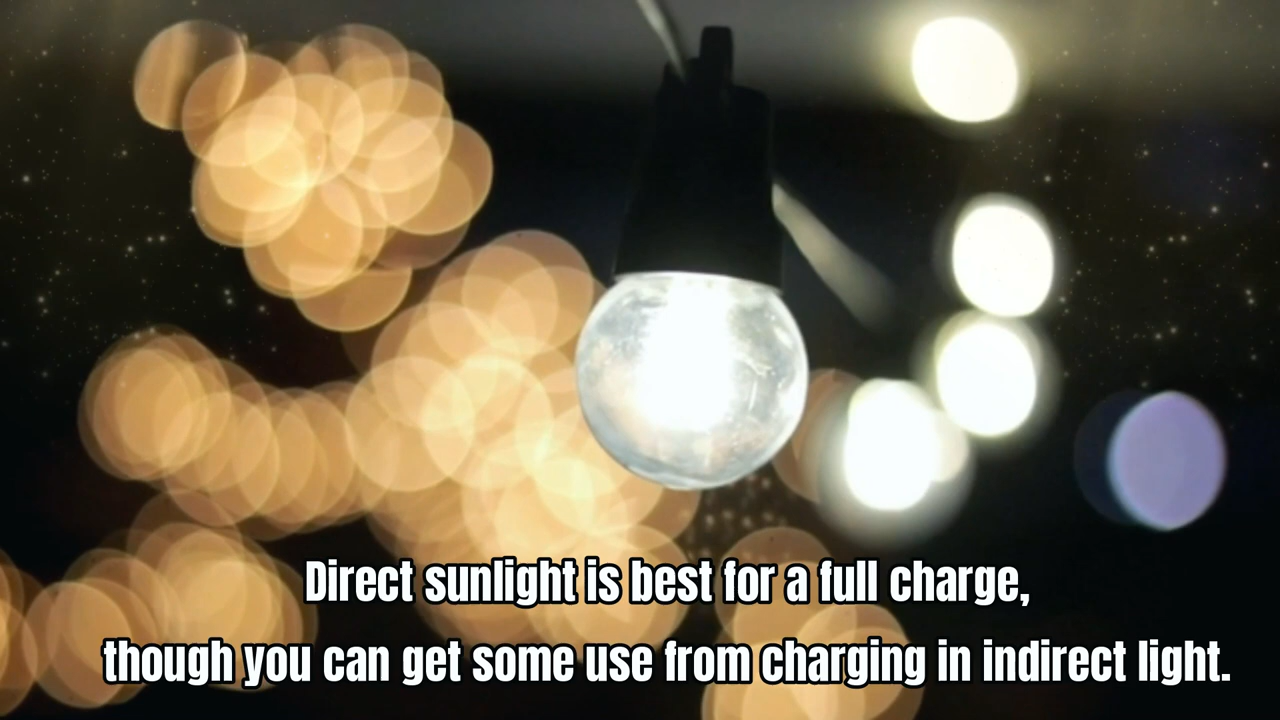 Direct sunlight is best for a full charge,
though you can get some use from charging in indirect light.